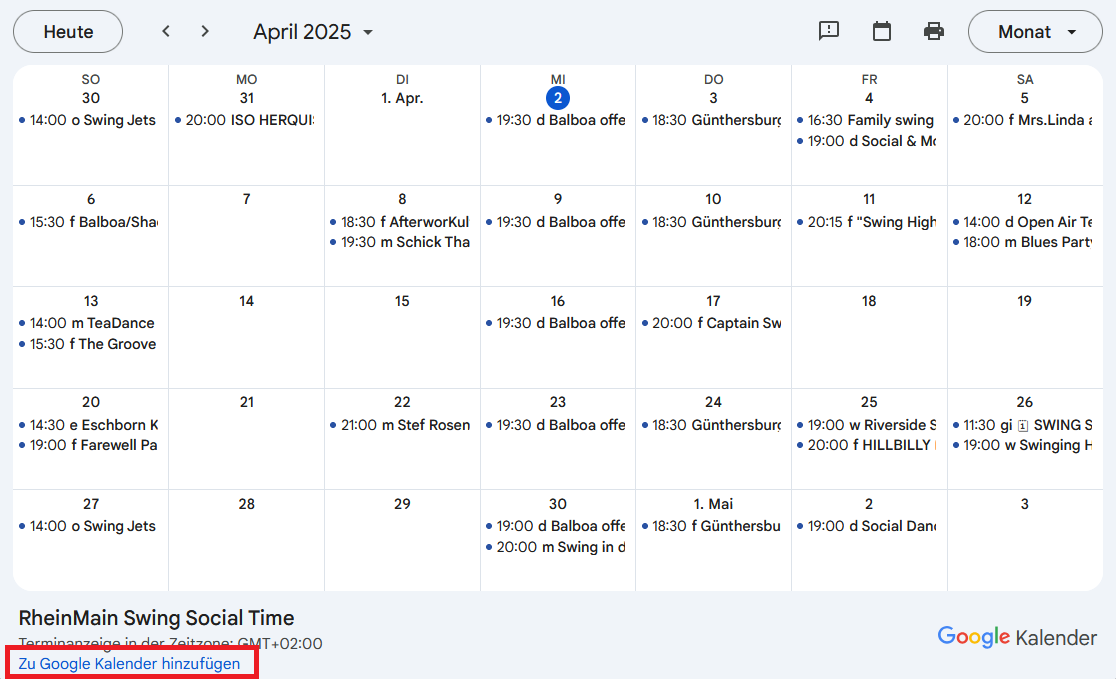 Heute April 2025 Monat
SO MO DI MI DO FR SA
30 31 1. Apr. 2 3 4 5
14:00 o Swing Jets 20:00 ISO HERQUI 19:30 d Balboa offe 18:30 Günthersburg 16:30 Family swing 20:00 f Mrs.Linda a
19:00 d Social & Mo
6 7 8 9 10 11 12
15:30 f Balboa/Sha 18:30 f AfterworKul 19:30 d Balboa offe 18:30 Günthersburg 20:15 f "Swing High 14:00 d Open Air Te
19:30 m Schick Tha 18:00 m Blues Party
13 14 15 16 17 18 19
14:00 m TeaDance 19:30 d Balboa offe 20:00 f Captain Sw
15:30 f The Groove
20 21 22 23 24 25 26
14:30 e Eschborn K 21:00 m Stef Rosen 19:30 d Balboa offe 18:30 Günthersburg 19:00 w Riverside S 11:30 gi SWING S
19:00 f Farewell Pa 20:00 f HILLBILLY 19:00 w Swinging H
27 28 29 30 1. Mai 2 3
14:00 o Swing Jets 19:00 d Balboa offe 18:30 f Günthersbu 19:00 d Social Danc
20:00 m Swing in d
RheinMain Swing Social Time
Terminanzeige in der Zeitzone: GMT+02:00
Zu Google Kalender hinzufügen
Google Kalender